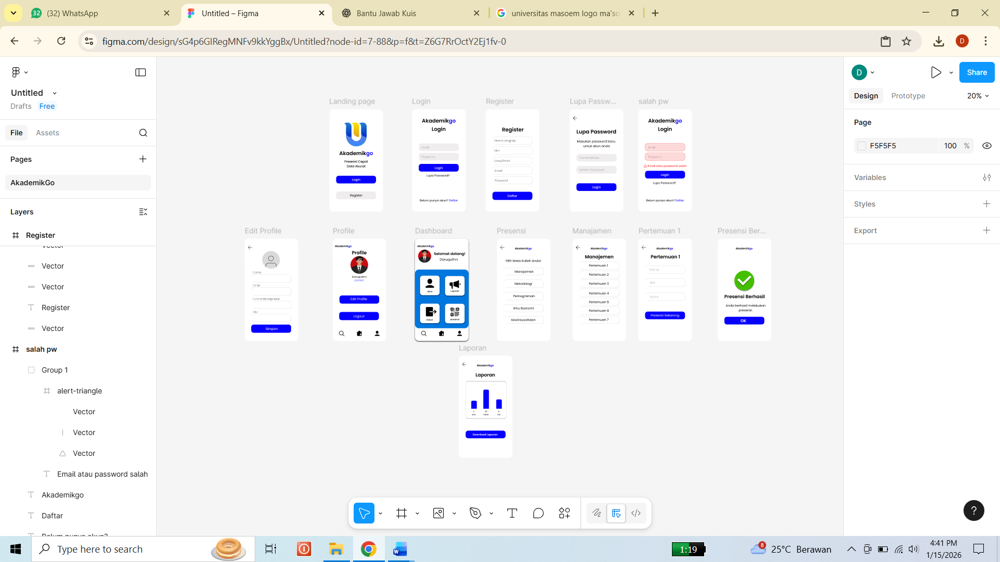 (32) WhatsApp
Untitled – Figma
Bantu Jawab Kuis
universitas masoem logo ma'so
figma.com/design/sG4p6GIRegMNFv9kkYggBx/Untitled?node-id=7-88&p=f&t=Z6G7RrOctY2Ej1fv-0
D
Untitled
Drafts
Free
File
Assets
Pages
AkademikGo
Layers
Register
Vector
Vector
Vector
Register
Vector
salah pw
Group 1
alert-triangle
Vector
Vector
Vector
Email atau password salah
Akademikgo
Daftar
Belum punya akun?
Landing page
Akademikgo
Presensi Cepat
Data Akurat
Login
Register
Login
Akademikgo
Login
Email
Password
Login
Lupa Password?
Belum punya akun? Daftar
Register
Register
Nama Lengkap
Nim
Kelas/Prodi
Email
Password
Daftar
Lupa Passw...
Lupa Password
Masukan password baru
untuk akun anda
Password baru
Konfirm Password
Login
salah pw
Akademikgo
Login
Email
Password
Email atau password salah
Login
Lupa Password?
Belum punya akun? Daftar
Edit Profile
Nama
Email
Nomor Handphone
NIM
Simpan
Profile
Akademikgo
Profile
Daruquthni
Edit Profile
Logout
Dashboard
Akademikgo
Selamat datang!
Daruquthni
akun
Laporan
keluar
presensi
Presensi
Akademikgo
Pilih Mata Kuliah Anda!
Manajamen
Metodologi
Pemograman
Ilmu Ekonomi
Kewirausahaan
Manajamen
Akademikgo
Manajemen
Pertemuan 1
Pertemuan 2
Pertemuan 3
Pertemuan 4
Pertemuan 5
Pertemuan 6
Pertemuan 7
Pertemuan 1
Akademikgo
Pertemuan 1
Nama
NIM
Materi
Presensi Sekarang
Presensi Ber...
Akademikgo
Presensi Berhasil
Anda berhasil melakukan
presensi.
OK
Laporan
Akademikgo
Laporan
Alfa
Hadir
Izin
Download Laporan
D
Share
Design
Prototype
20%
Page
F5F5F5
100
%
Variables
Styles
Export
?
Type here to search
1:19
8
25°C Berawan
4:41 PM
1/15/2026